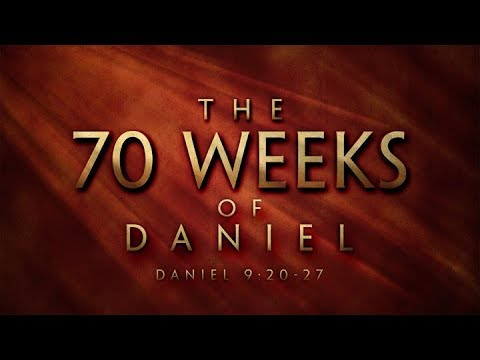 THE
70 WEEKS
OF
DANIEL
DANIEL 9:20-27